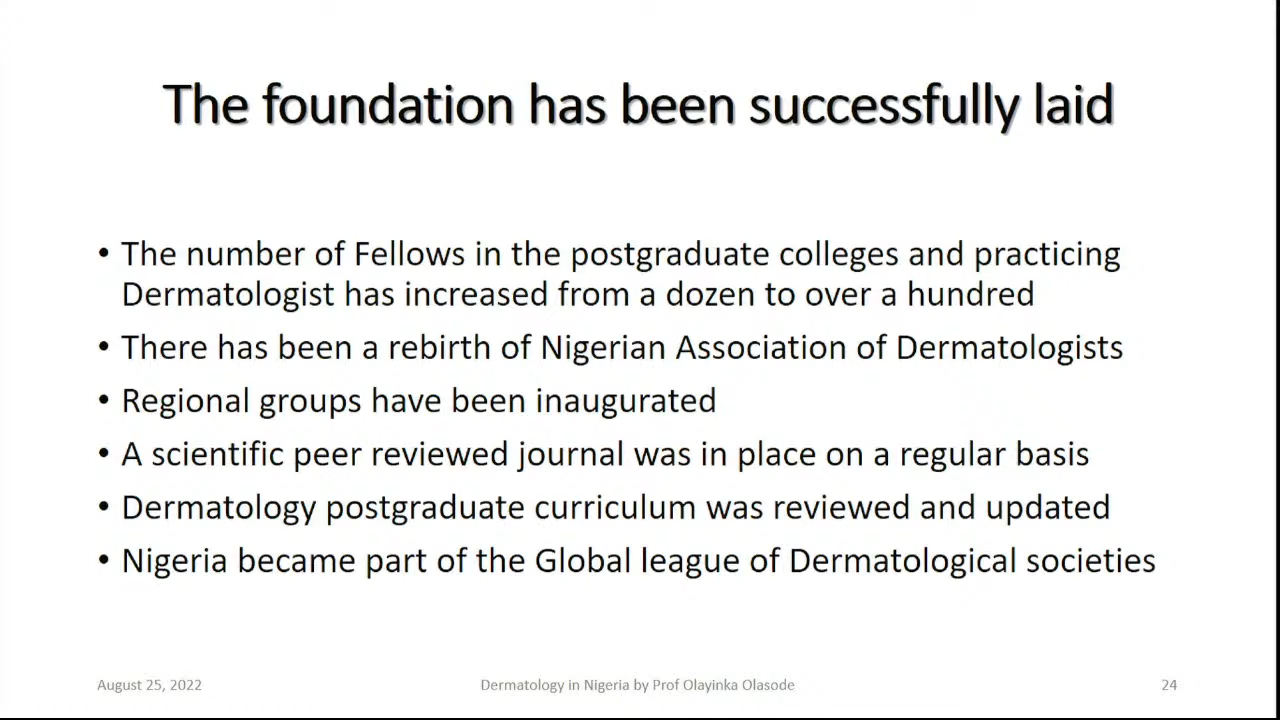 The foundation has been successfully laid
• The number of Fellows in the postgraduate colleges and practicing
Dermatologist has increased from a dozen to over a hundred
• There has been a rebirth of Nigerian Association of Dermatologists
• Regional groups have been inaugurated
• A scientific peer reviewed journal was in place on a regular basis
• Dermatology postgraduate curriculum was reviewed and updated
• Nigeria became part of the Global league of Dermatological societies
August 25, 2022
Dermatology in Nigeria by Prof Olayinka Olasode
24